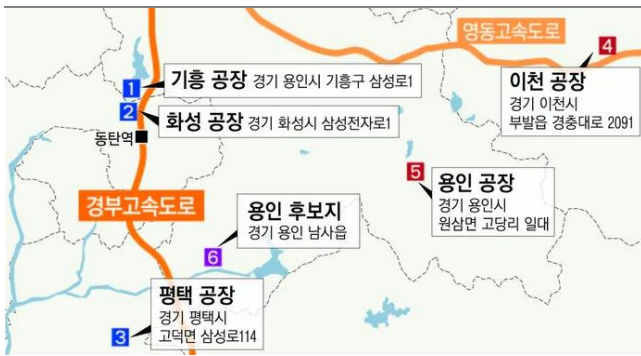 영동고속도로
4
1
기흥 공장 경기 용인시 기흥구 삼성로1
이천 공장
경기 이천시
부발읍 경충대로 2091
2
화성 공장 경기 화성시 삼성전자로1
동탄역
5
용인 공장
경기 용인시
원삼면 고당리 일대
경부고속도로
용인 후보지
경기 용인 남사읍
6
평택 공장
경기 평택시
고덕면 삼성로114
3